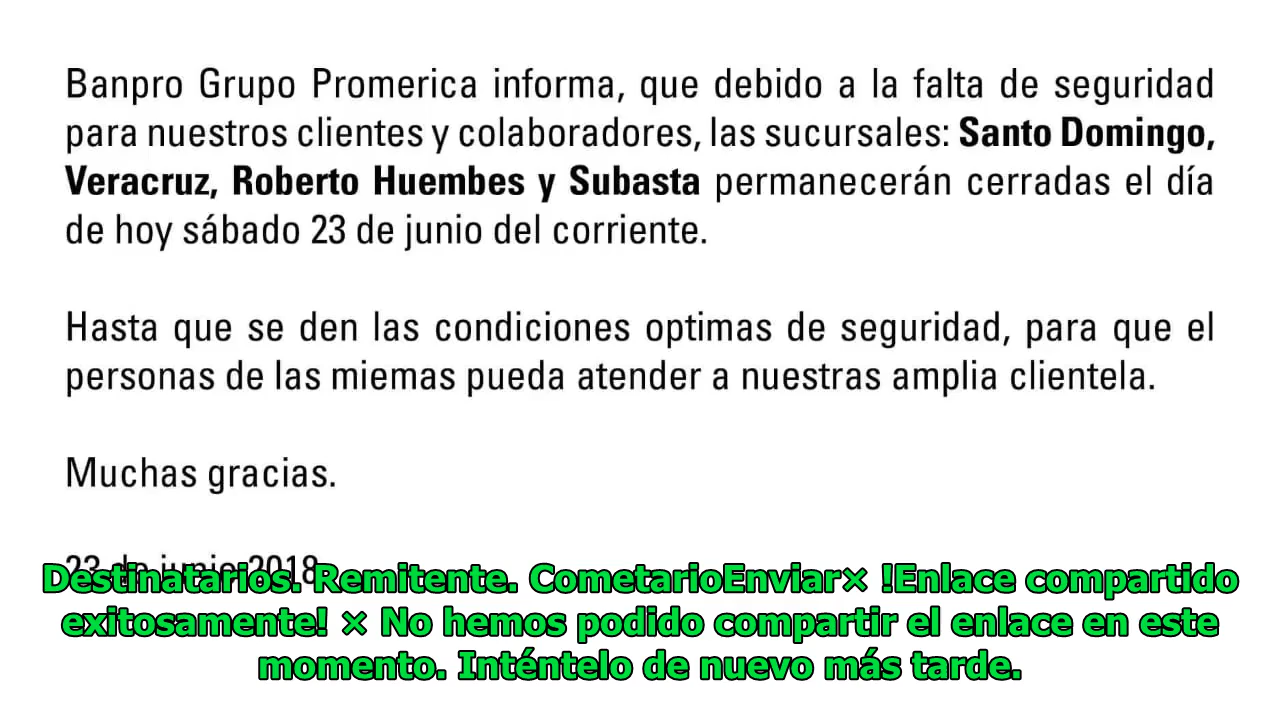 Banpro Grupo Promerica informa, que debido a la falta de seguridad
para nuestros clientes y colaboradores, las sucursales: Santo Domingo,
Veracruz, Roberto Huembes y Subasta permanecerán cerradas el día
de hoy sábado 23 de junio del corriente.
Hasta que se den las condiciones optimas de seguridad, para que el
personas de las miemas pueda atender a nuestras amplia clientela.
Muchas gracias.
23 de junio 2018
Destinatarios. Remitente. CometarioEnviar× !Enlace compartido
exitosamente! × No hemos podido compartir el enlace en este
momento. Inténtelo de nuevo más tarde.